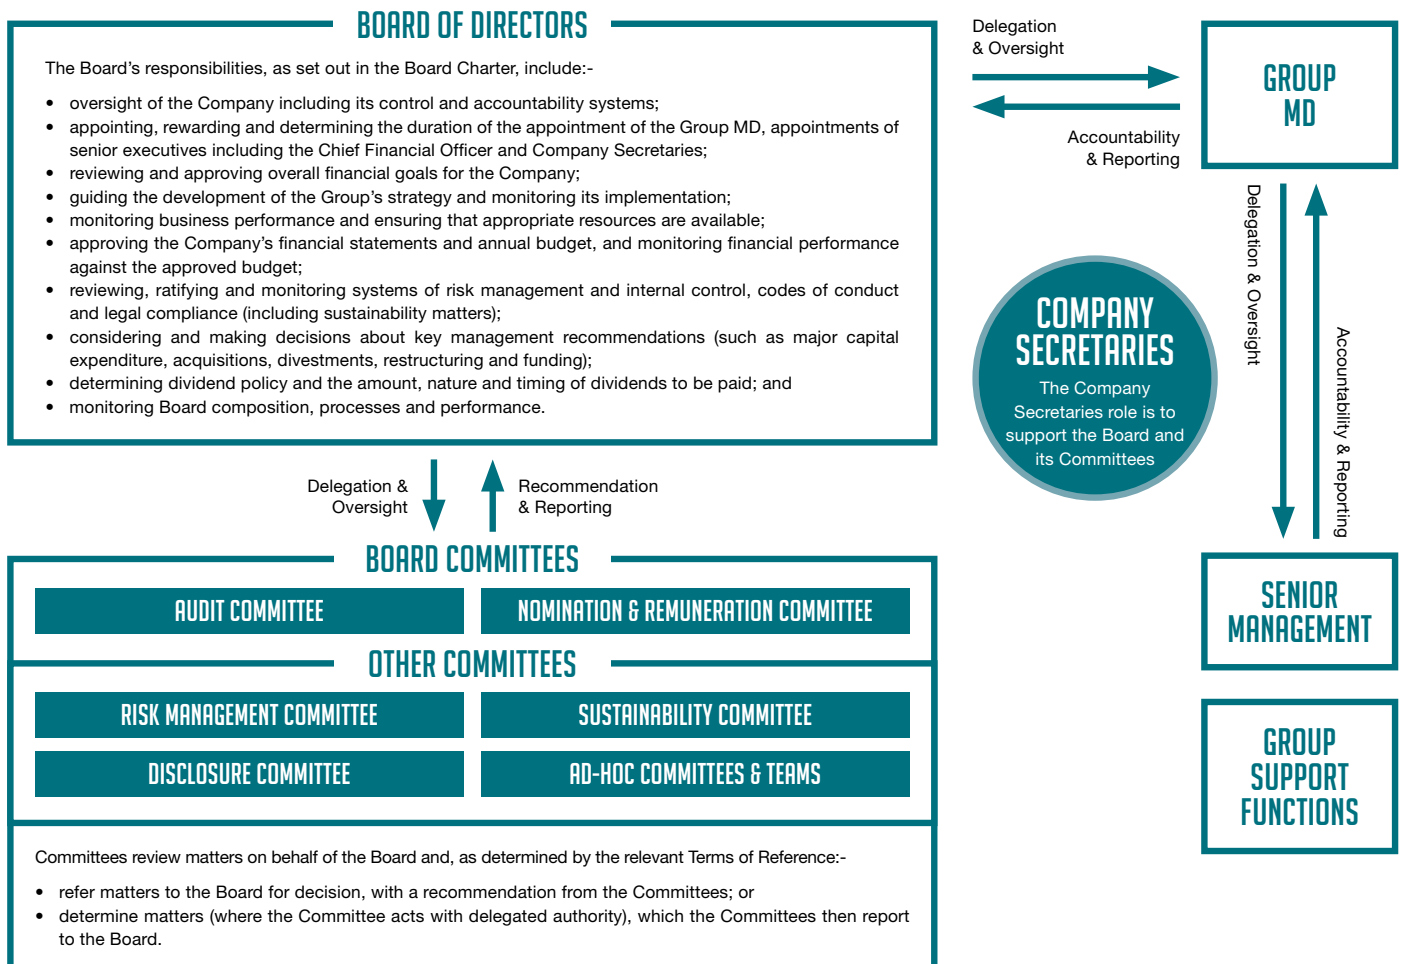 BOARD OF DIRECTORS
The Board's responsibilities, as set out in the Board Charter, include:-
• oversight of the Company including its control and accountability systems;
• appointing, rewarding and determining the duration of the appointment of the Group MD, appointments of
senior executives including the Chief Financial Officer and Company Secretaries;
• reviewing and approving overall financial goals for the Company;
• guiding the development of the Group's strategy and monitoring its implementation;
• monitoring business performance and ensuring that appropriate resources are available;
• approving the Company's financial statements and annual budget, and monitoring financial performance
against the approved budget;
• reviewing, ratifying and monitoring systems of risk management and internal control, codes of conduct
and legal compliance (including sustainability matters);
• considering and making decisions about key management recommendations (such as major capital
expenditure, acquisitions, divestments, restructuring and funding);
• determining dividend policy and the amount, nature and timing of dividends to be paid; and
• monitoring Board composition, processes and performance.
Delegation
& Oversight
Accountability
& Reporting
GROUP
MD
Delegation & Oversight
Accountability & Reporting
COMPANY
SECRETARIES
The Company
Secretaries role is to
support the Board and
its Committees
Delegation &
Oversight
Recommendation
& Reporting
BOARD COMMITTEES
AUDIT COMMITTEE
NOMINATION & REMUNERATION COMMITTEE
OTHER COMMITTEES
RISK MANAGEMENT COMMITTEE
SUSTAINABILITY COMMITTEE
DISCLOSURE COMMITTEE
AD-HOC COMMITTEES & TEAMS
Committees review matters on behalf of the Board and, as determined by the relevant Terms of Reference:-
• refer matters to the Board for decision, with a recommendation from the Committees; or
• determine matters (where the Committee acts with delegated authority), which the Committees then report
to the Board.
SENIOR
MANAGEMENT
GROUP
SUPPORT
FUNCTIONS